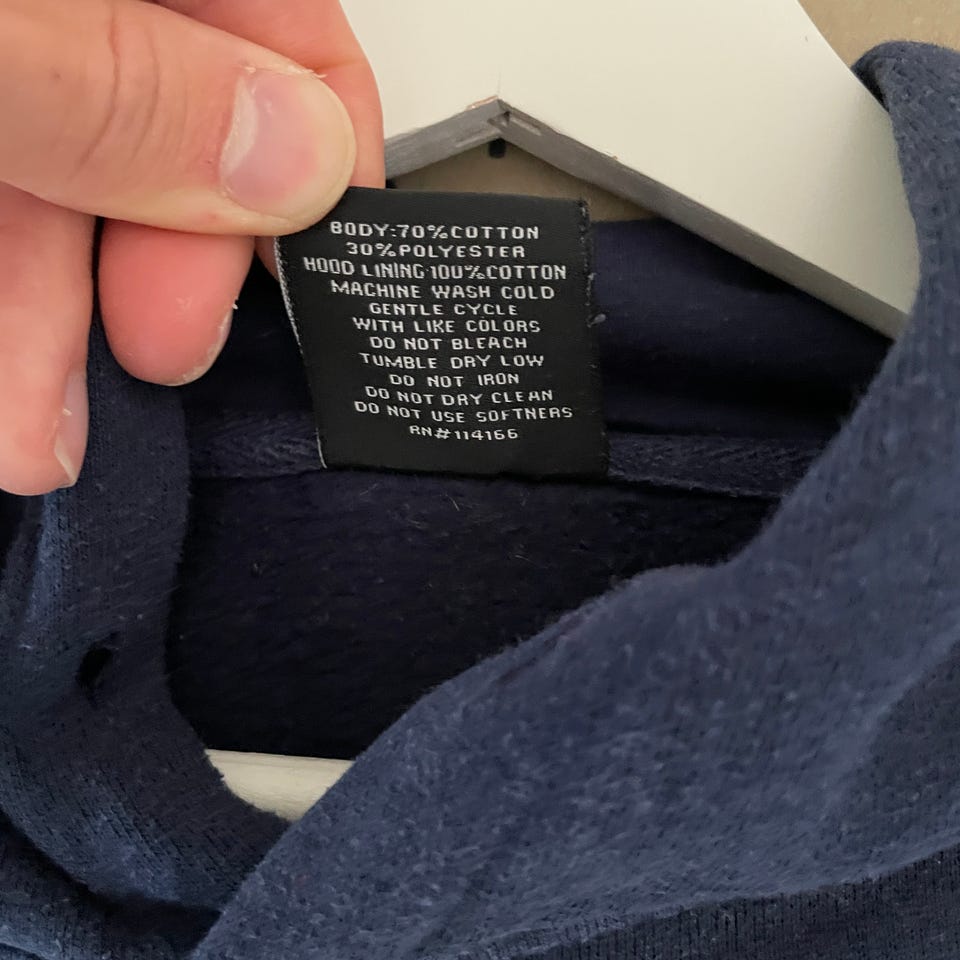 BODY:70%COTTON
30%POLYESTER
HOOD LINING:100%COTTON
MACHINE WASH COLD
GENTLE CYCLE
WITH LIKE COLORS
DO NOT BLEACH
TUMBLE DRY LOW
DO NOT IRON
DO NOT DRY CLEAN
DO NOT USE SOFTNERS
RN#114166